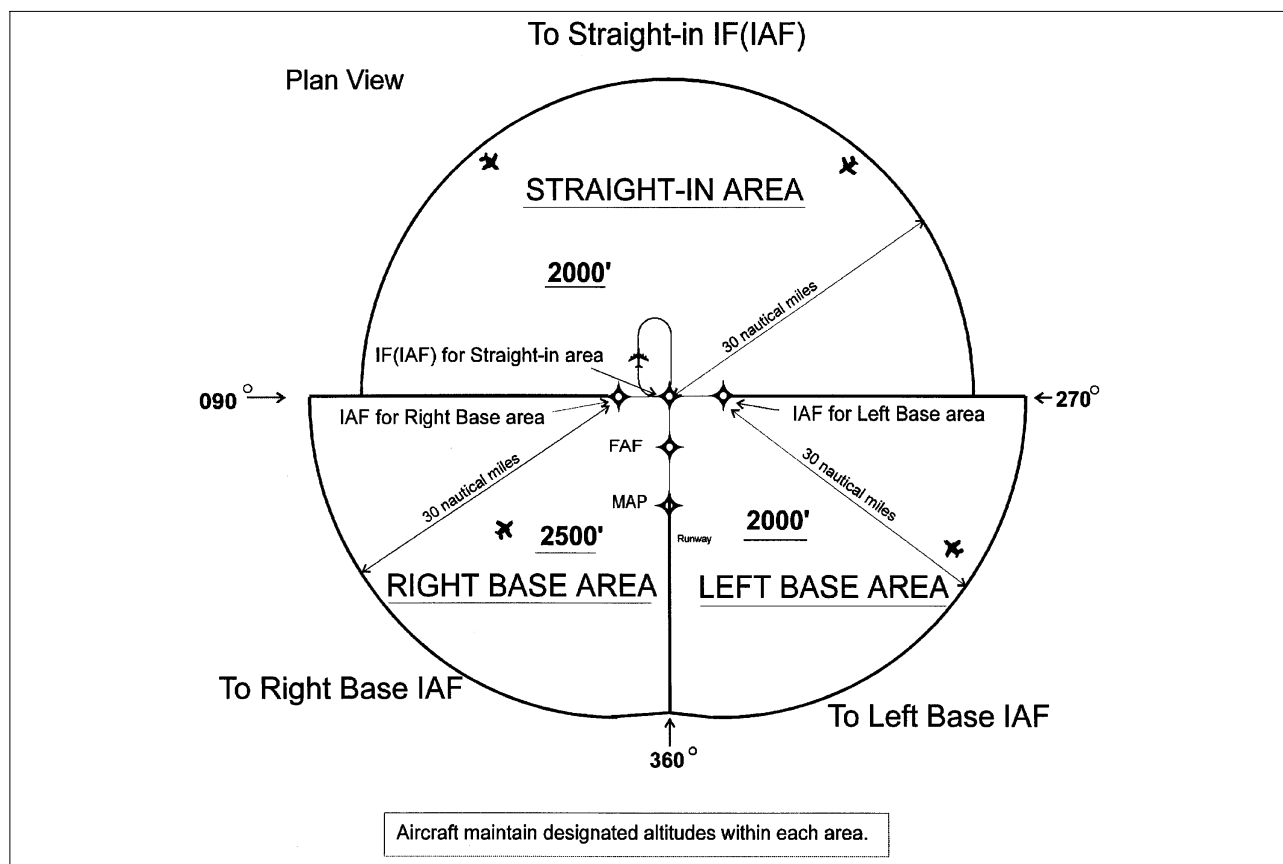 To Straight-in IF(IAF)
Plan View
STRAIGHT-IN AREA
2000'
30 nautical miles
IF(IAF) for Straight-in area
090°
270°
IAF for Right Base area
IAF for Left Base area
FAF
30 nautical miles
30 nautical miles
MAP
2500'
2000'
Runway
RIGHT BASE AREA
LEFT BASE AREA
To Right Base IAF
To Left Base IAF
360°
Aircraft maintain designated altitudes within each area.